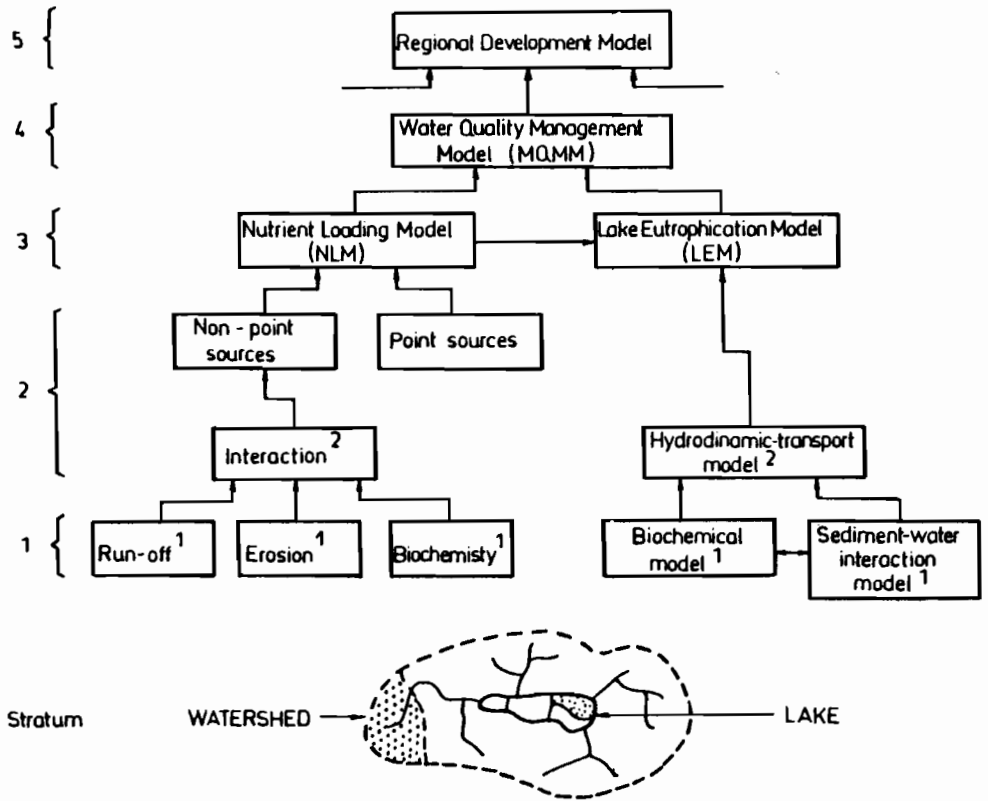 5
Regional Development Model
4
Water Quality Management
Model (MQMM)
3
Nutrient Loading Model
(NLM)
Lake Eutrophication Model
(LEM)
2
Non-point
sources
Point sources
Interaction 2
Hydrodinamic-transport
model 2
1
Run-off 1
Erosion 1
Biochemisty 1
Biochemical
model 1
Sediment-water
interaction
model 1
Stratum
WATERSHED
LAKE